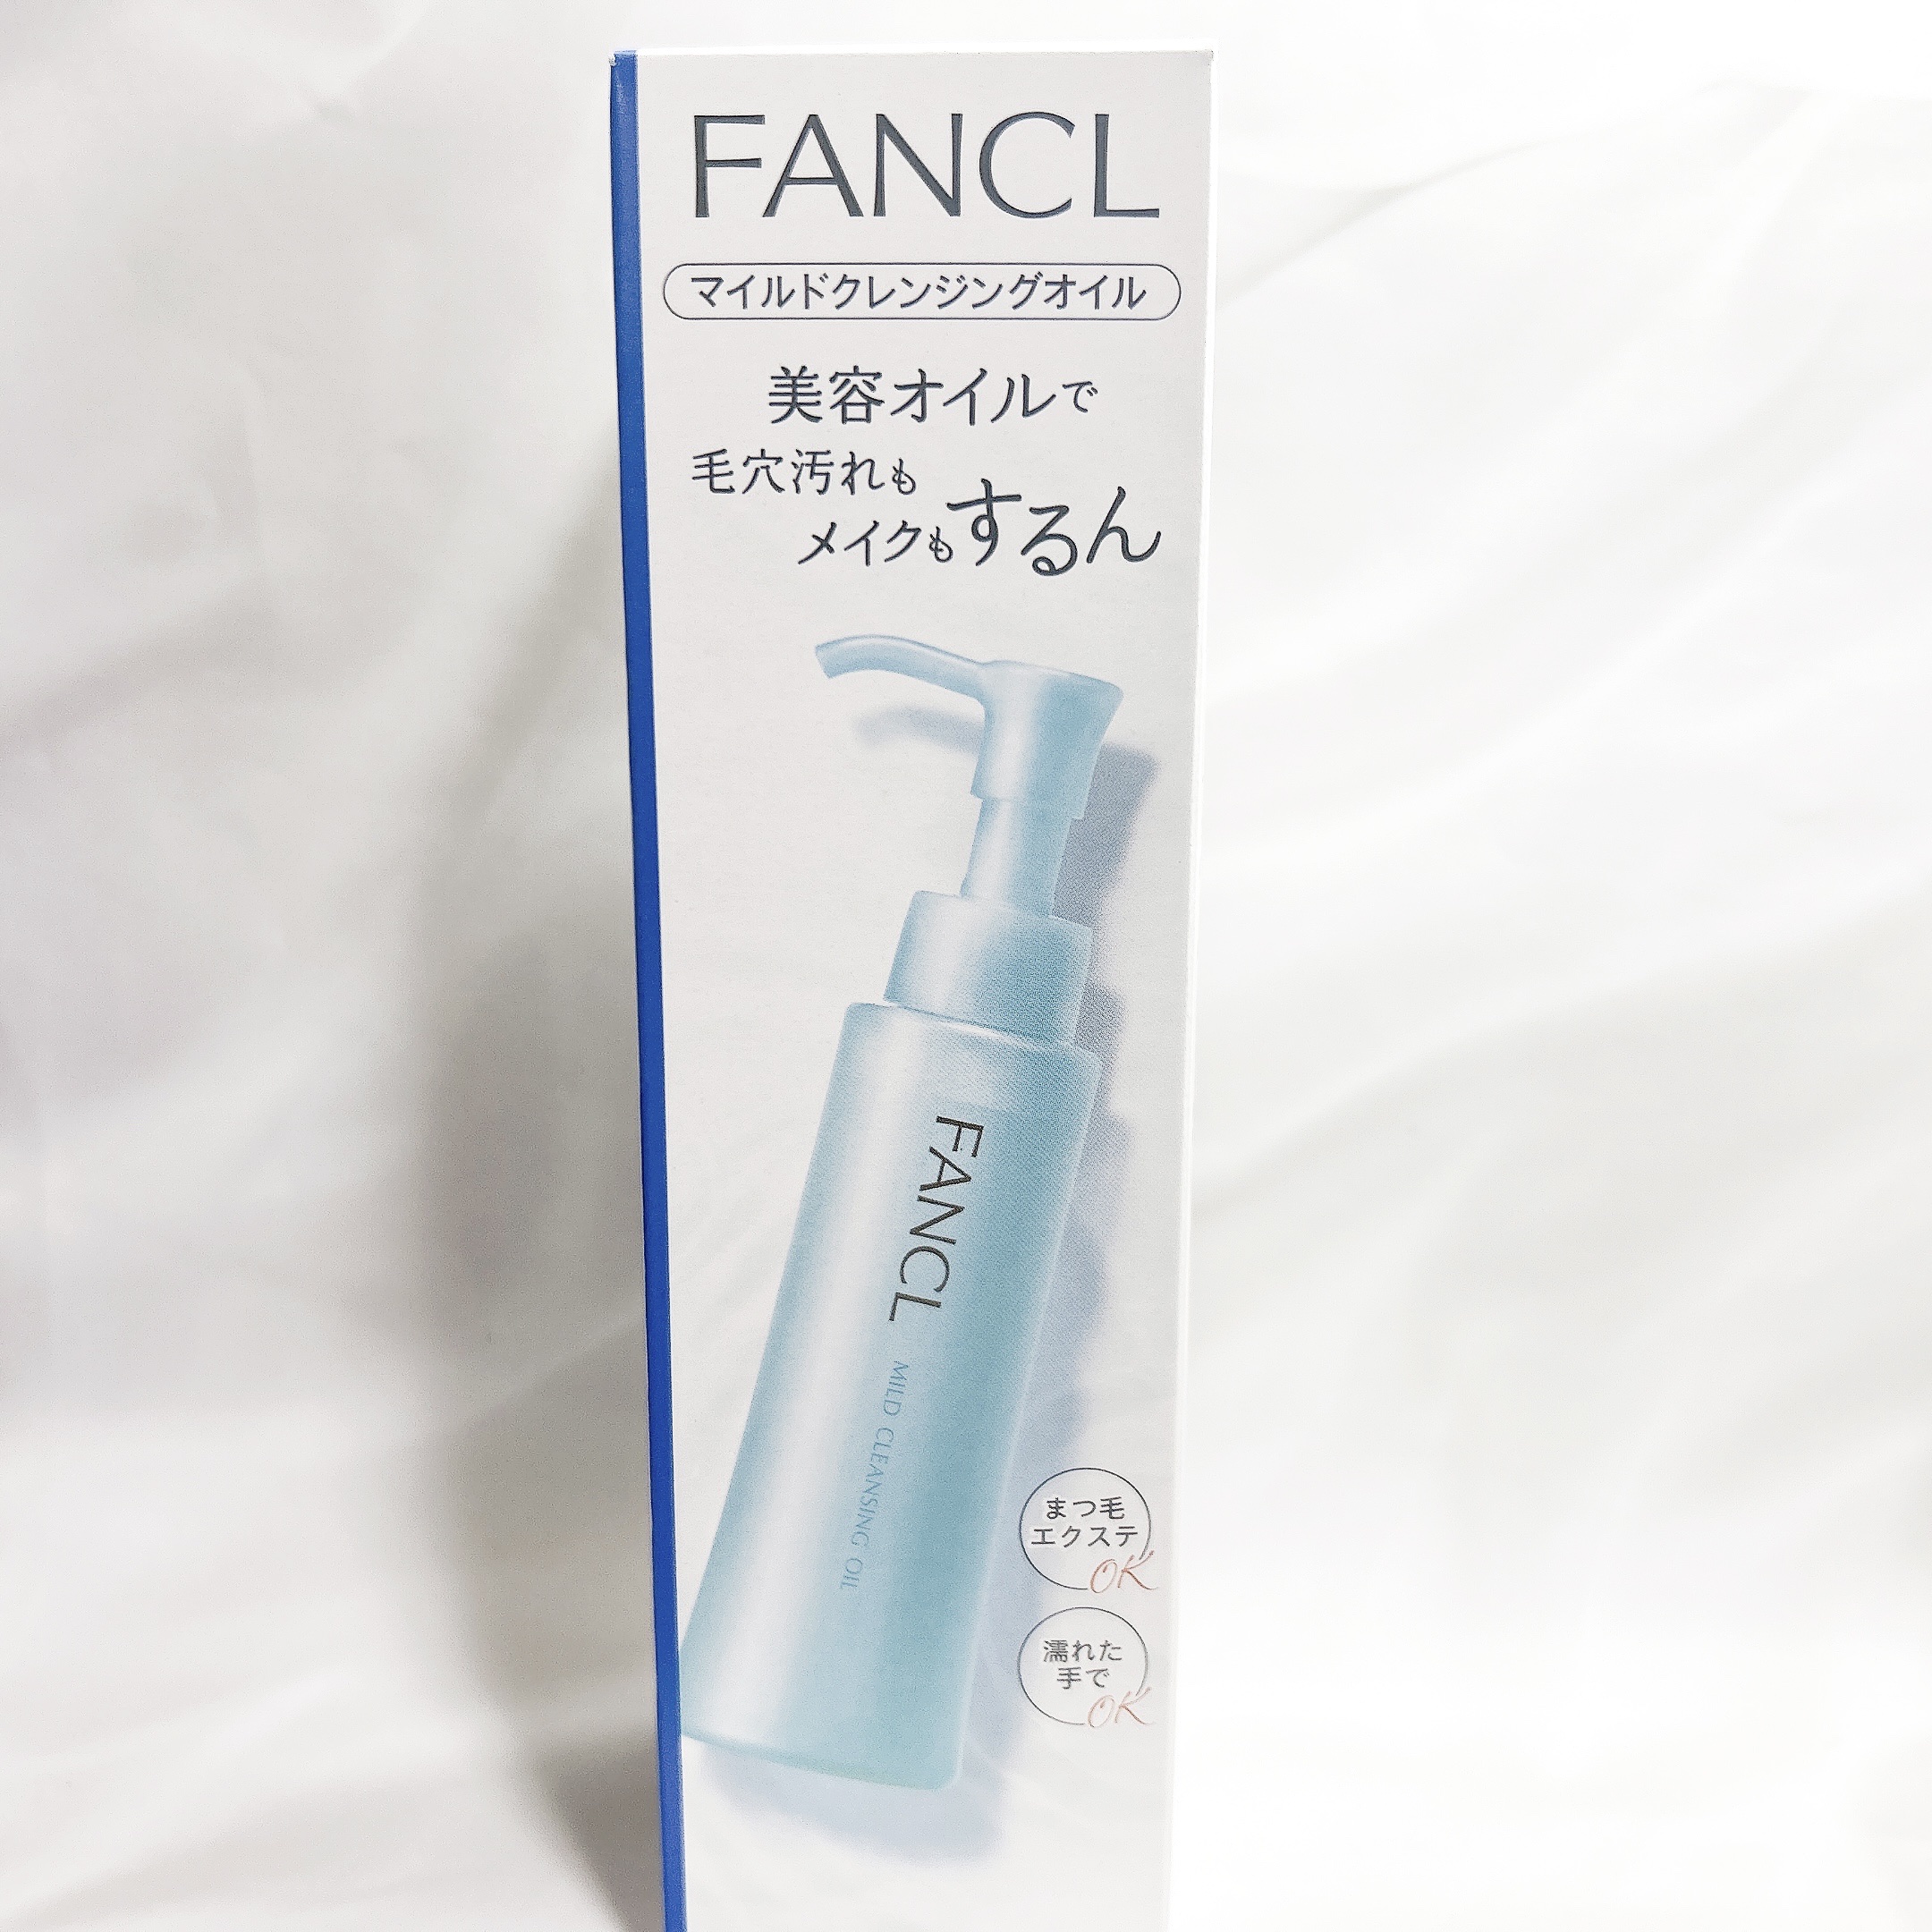 FANCL
マイルドクレンジングオイル
美容オイルで
毛穴汚れも
メイクもするん
FANCL
MILD CLEANSING OIL
まつ毛
エクステ
OK
濡れた
手で
OK